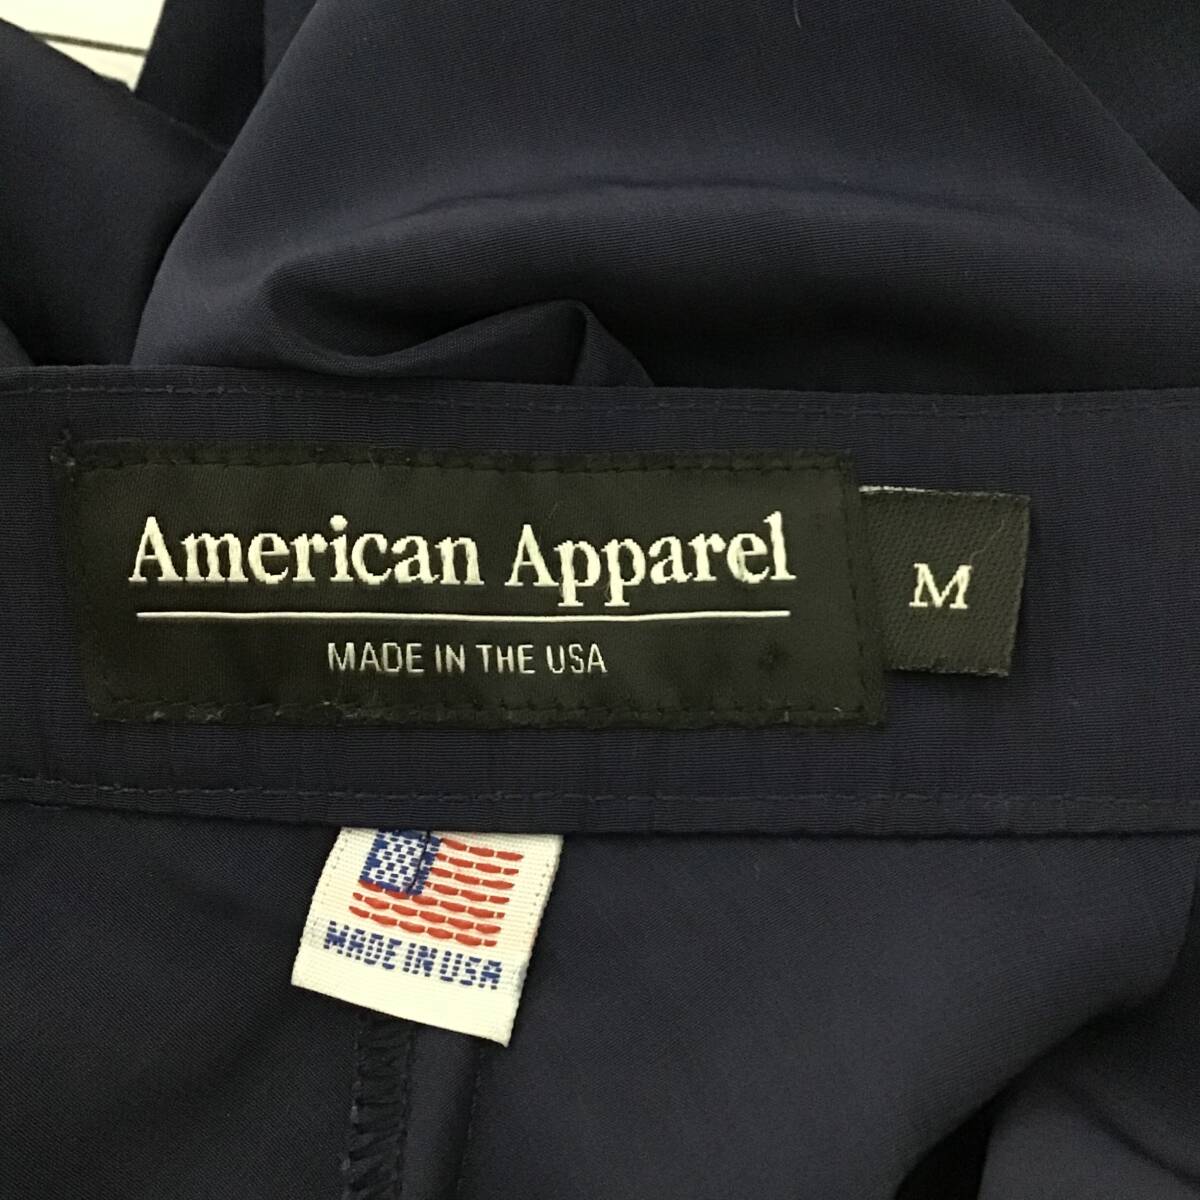 American Apparel
MADE IN THE USA
M
MADE IN USA